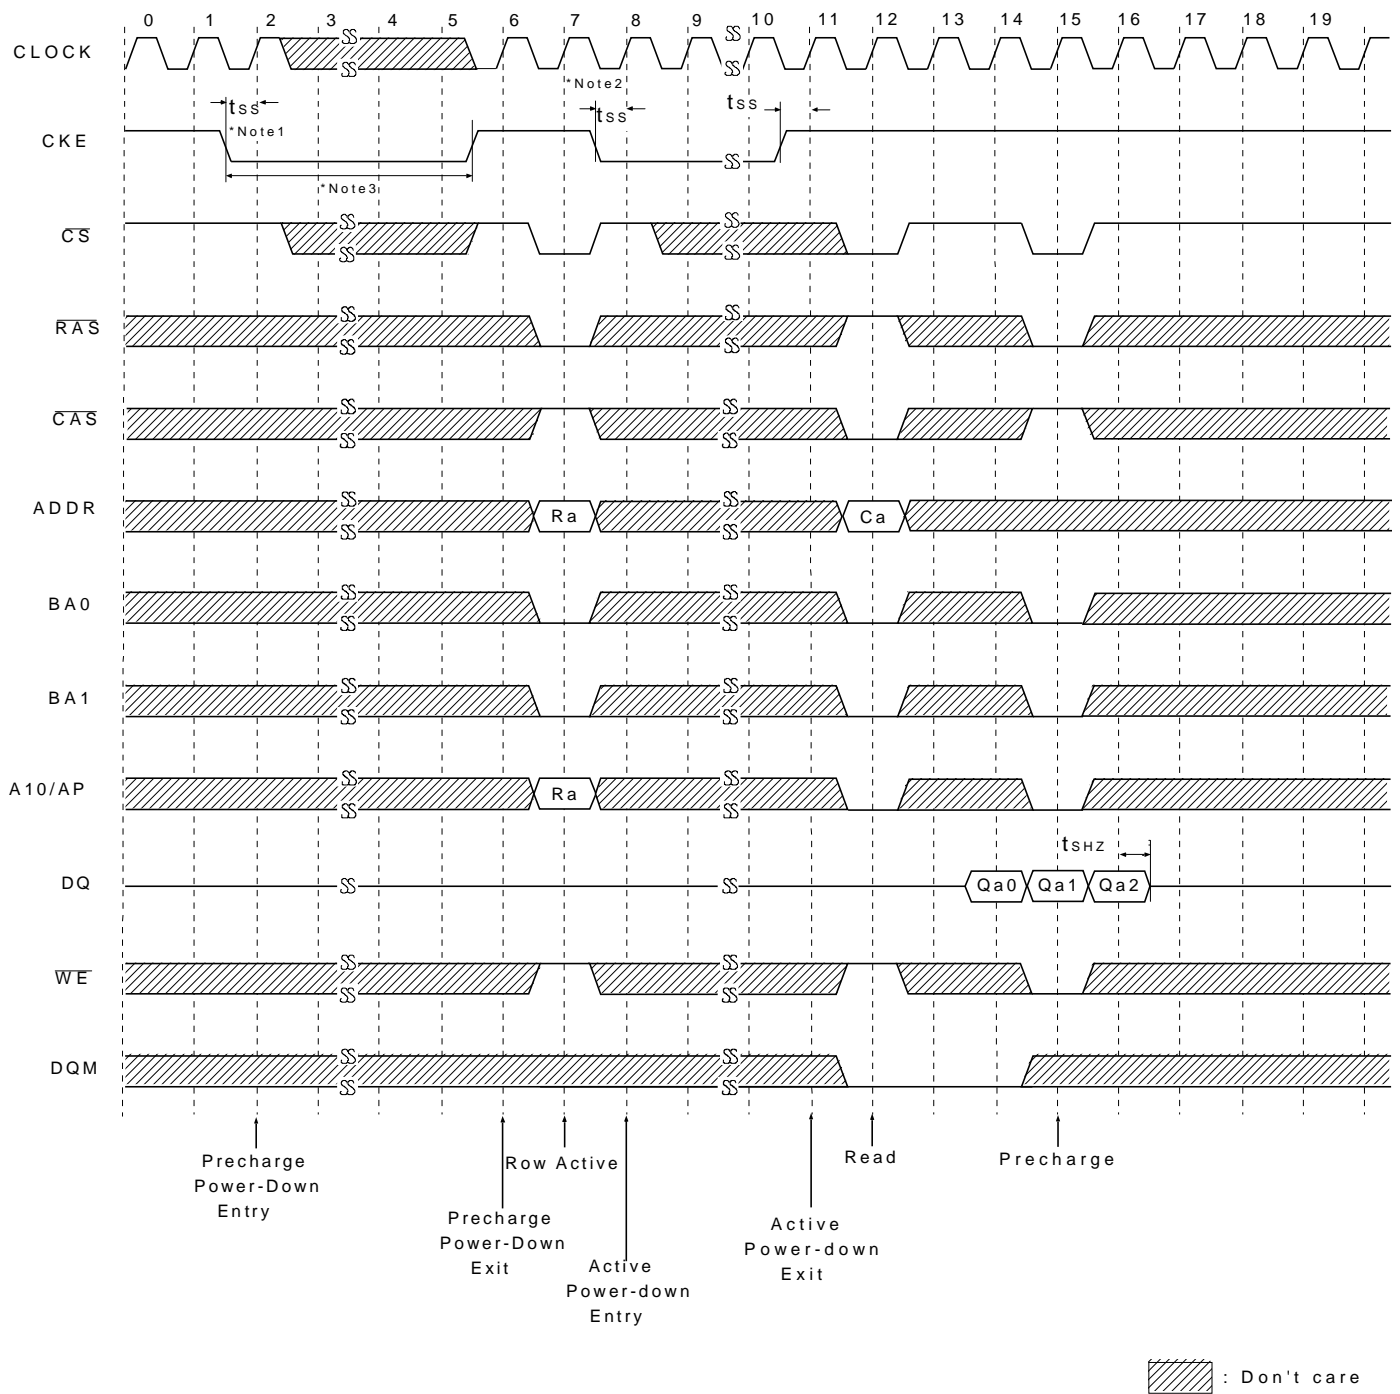 0 1 2 3 4 5 6 7 8 9 10 11 12 13 14 15 16 17 18 19
CLOCK
*Note2
tSS
tSS
tSS
*Note1
CKE
*Note3
CS
RAS
CAS
ADDR
Ra
Ca
BA0
BA1
A10/AP
Ra
tSHZ
DQ
Qa0
Qa1
Qa2
WE
DQM
Precharge
Power-Down
Entry
Row Active
Read
Precharge
Precharge
Power-Down
Exit
Active
Power-down
Exit
Active
Power-down
Entry
: Don't care